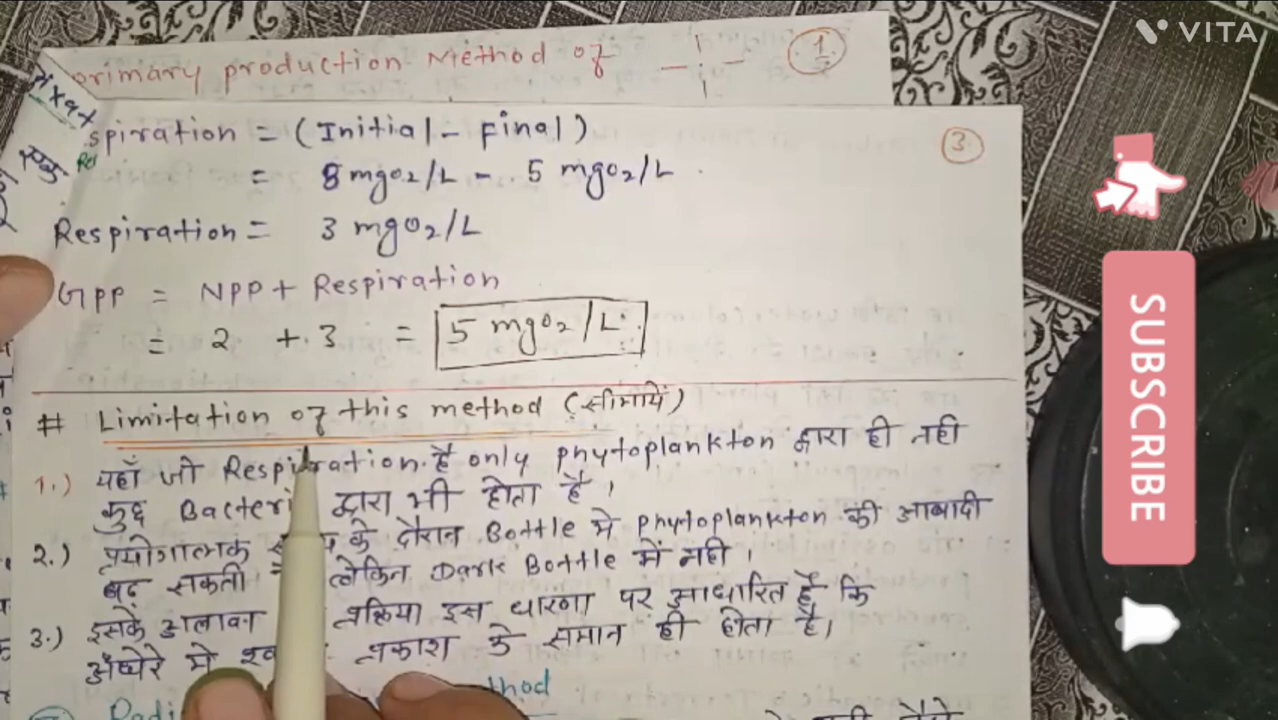 VITA
primary production Method of
1
3
spiration = (Initial - Final)
= 8 mgO₂/L - 5 mgO₂/L
Respiration = 3 mgO₂/L
GPP = NPP + Respiration
= 2 + 3 = 5 mgO₂/L
# Limitation of this method (सीमायें)
1.) यहाँ जो Respiration है only phytoplankton द्वारा ही नही
कुछ Bacteri द्वारा भी होता है।
2.) प्रयोगात्मक के दौरान Bottle में phytoplankton की आबादी
बढ़ सकती लेकिन Dark Bottle में नही।
3.) इसके अलावा इस धारणा पर आधारित है कि
अँधेरे मे प्रकाश के समान ही होता है।
thod
Radi
SUBSCRIBE